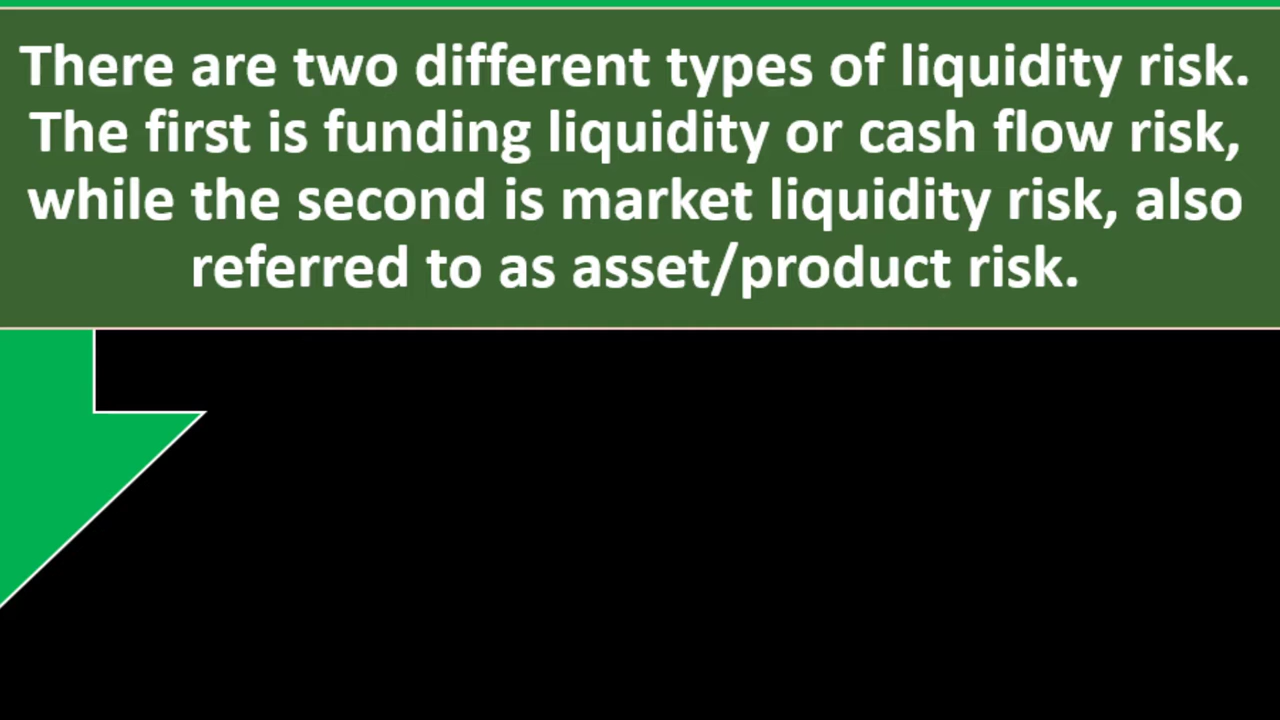 There are two different types of liquidity risk.
The first is funding liquidity or cash flow risk,
while the second is market liquidity risk, also
referred to as asset/product risk.